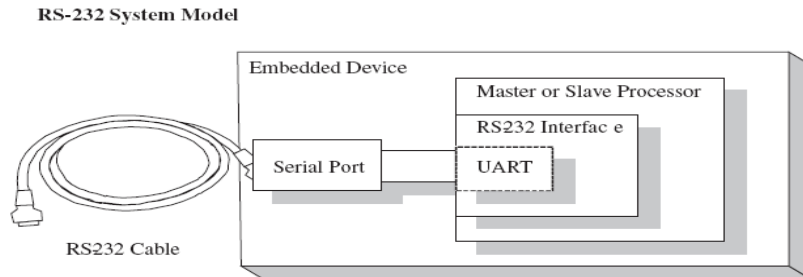 RS-232 System Model
Embedded Device
Master or Slave Processor
RS232 Interfac e
Serial Port
UART
RS232 Cable